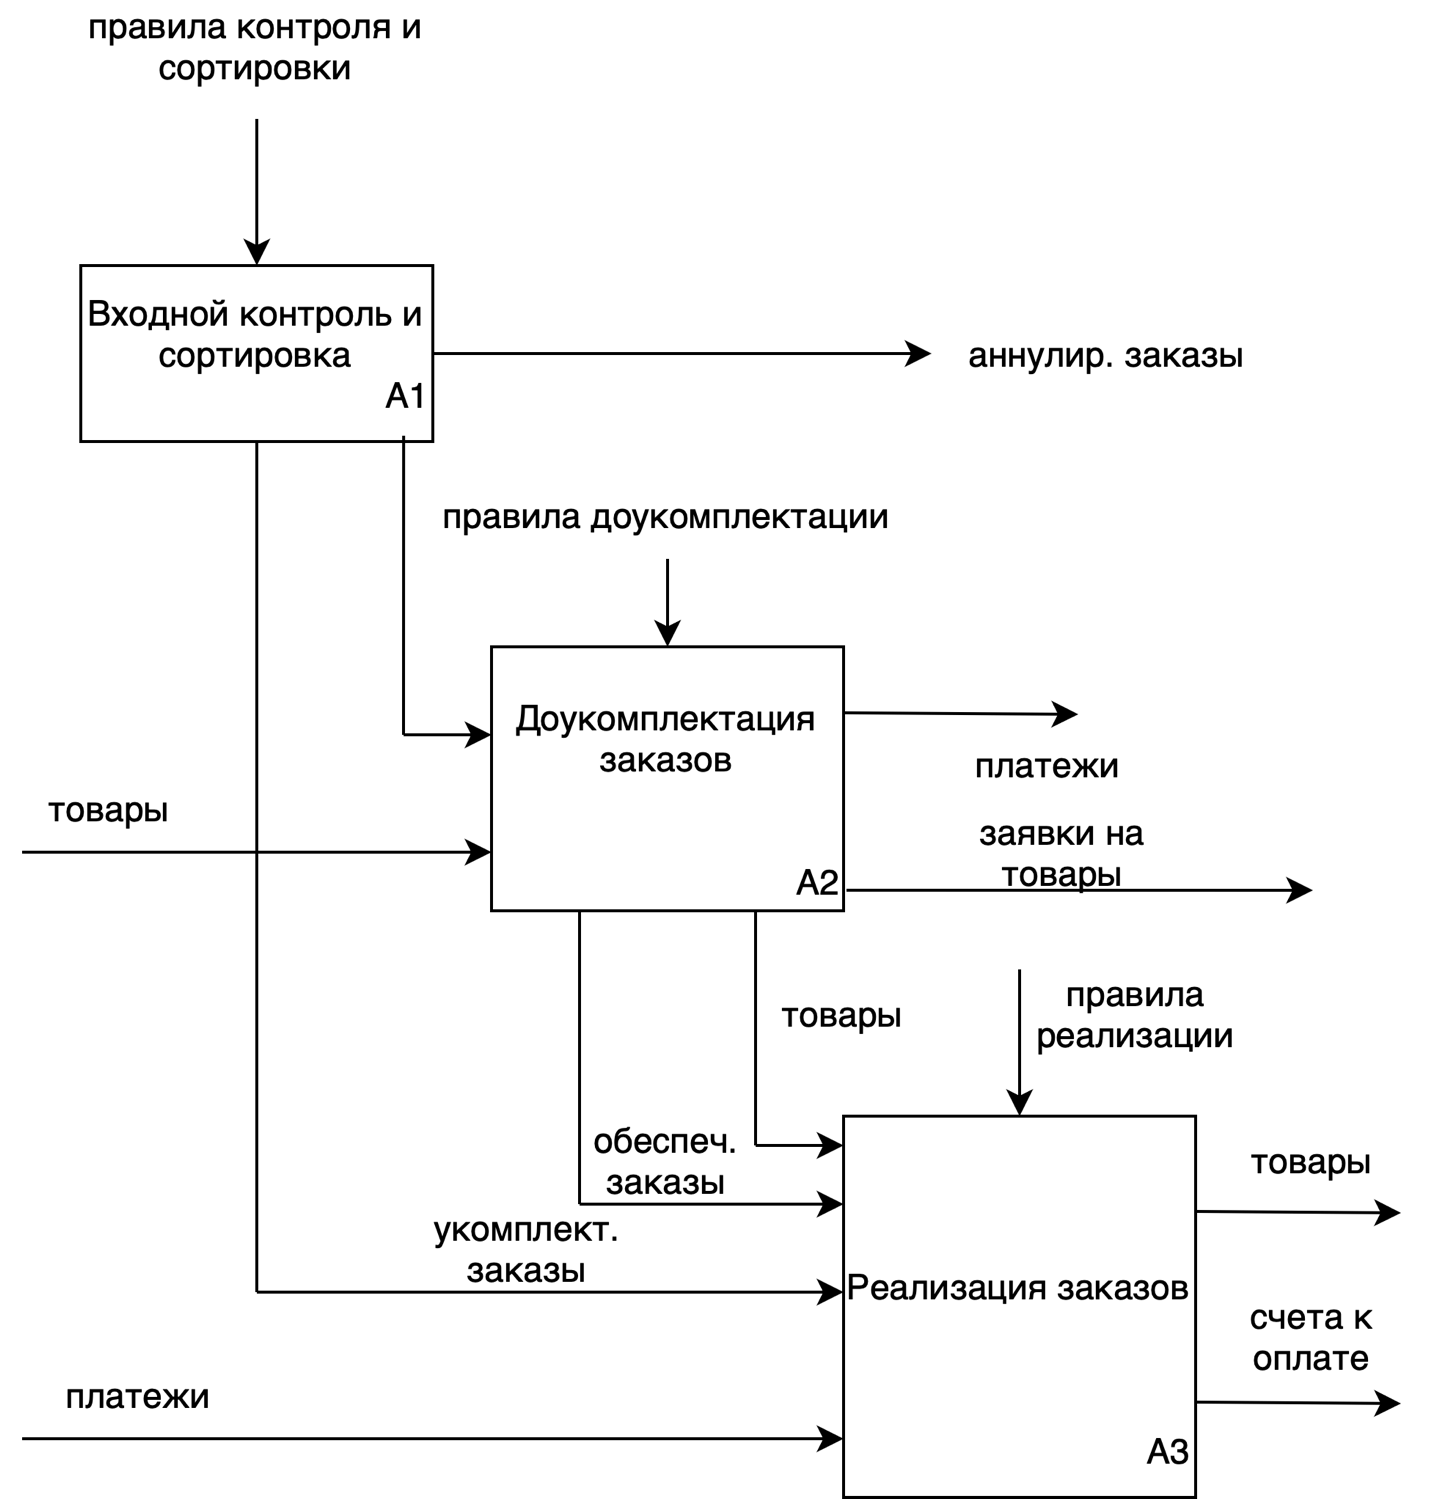 правила контроля и
сортировки
Входной контроль и
сортировка
A1
аннулир. заказы
правила доукомплектации
Доукомплектация
заказов
A2
платежи
товары
заявки на
товары
правила
реализации
товары
обеспеч.
заказы
товары
укомплект.
заказы
Реализация заказов
счета к
оплате
платежи
A3